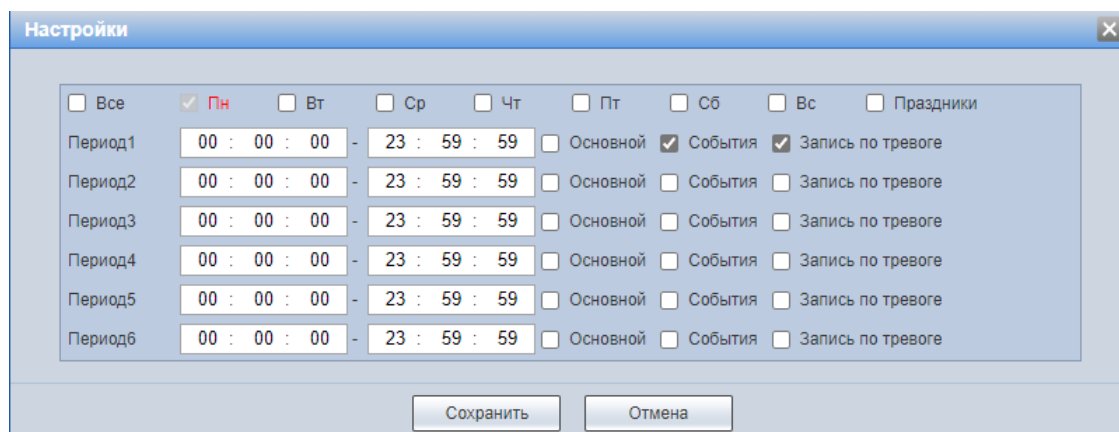 Настройки
Все Пн Вт Ср Чт Пт Сб Вс Праздники
Период1 00 : 00 : 00 - 23 : 59 : 59 Основной События Запись по тревоге
Период2 00 : 00 : 00 - 23 : 59 : 59 Основной События Запись по тревоге
Период3 00 : 00 : 00 - 23 : 59 : 59 Основной События Запись по тревоге
Период4 00 : 00 : 00 - 23 : 59 : 59 Основной События Запись по тревоге
Период5 00 : 00 : 00 - 23 : 59 : 59 Основной События Запись по тревоге
Период6 00 : 00 : 00 - 23 : 59 : 59 Основной События Запись по тревоге
Сохранить Отмена